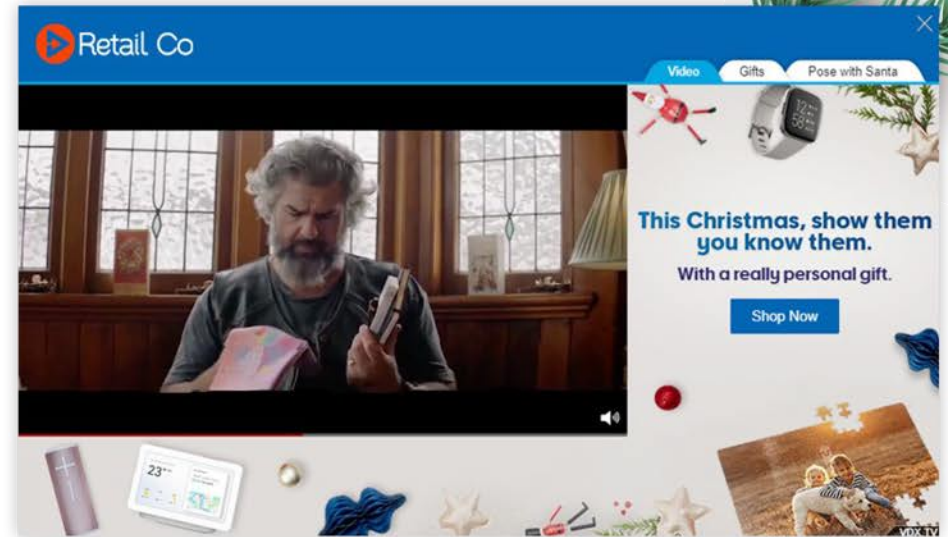 Retail Co
Video
Gifts
Pose with Santa
This Christmas, show them
you know them.
With a really personal gift.
Shop Now
23°
VDX.TV